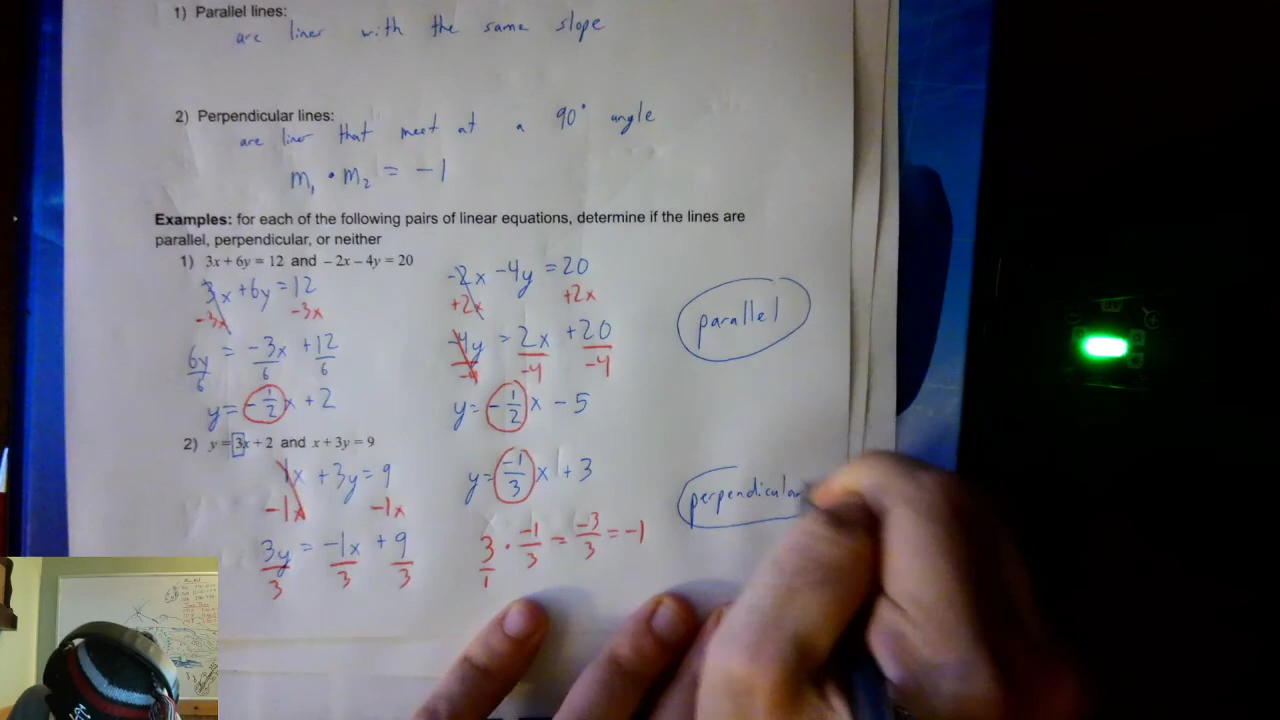 1) Parallel lines:
are lines with the same slope
2) Perpendicular lines:
are lines that meet at a 90° angle
m₁ • m₂ = -1
Examples: for each of the following pairs of linear equations, determine if the lines are
parallel, perpendicular, or neither
1) 3x + 6y = 12 and - 2x - 4y = 20
3x + 6y = 12
-3x -3x
6y/6 = -3x/6 + 12/6
y = -1/2 x + 2
-2x - 4y = 20
+2x +2x
-4y/-4 = 2x/-4 + 20/-4
y = -1/2 x - 5
parallel
2) y = 3x + 2 and x + 3y = 9
1x + 3y = 9
-1x -1x
3y/3 = -1x/3 + 9/3
y = -1/3 x + 3
3/1 • -1/3 = -3/3 = -1
perpendicular